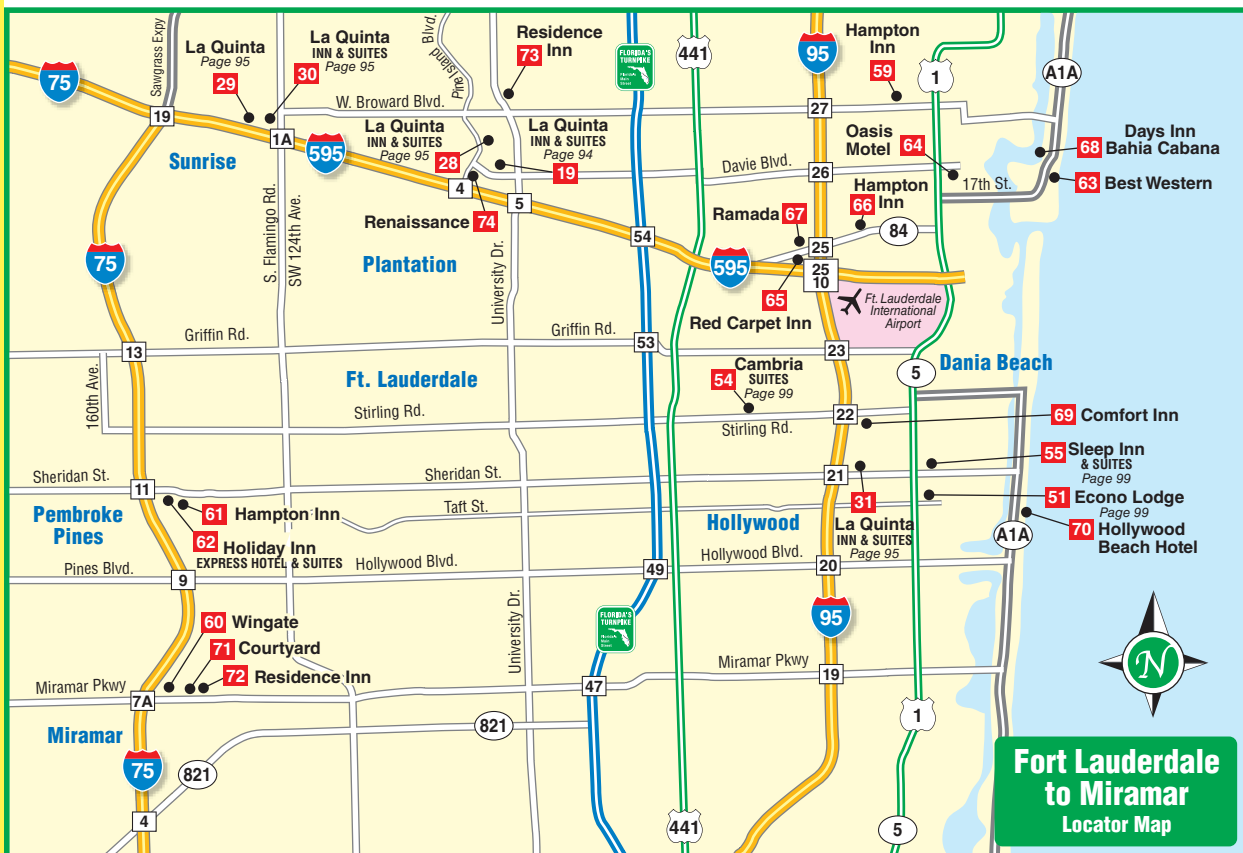 La Quinta
Page 95
29
La Quinta
INN & SUITES
Page 95
30
Residence
Inn
73
Hampton
Inn
59
75
Sawgrass Expy
Pine Island
Blvd.
FLORIDA'S
TURNPIKE
441
95
1
A1A
19
W. Broward Blvd.
27
1A
595
Sunrise
La Quinta
INN & SUITES
Page 95
28
La Quinta
INN & SUITES
Page 94
19
Oasis
Motel
64
Days Inn
68 Bahia Cabana
63 Best Western
Davie Blvd.
26
17th St.
4
5
Renaissance 74
Hampton
Inn
66
Ramada 67
84
25
54
595
25
10
65
Red Carpet Inn
Ft. Lauderdale
International
Airport
75
Plantation
S. Flamingo Rd.
SW 124th Ave.
University Dr.
Griffin Rd.
Griffin Rd.
13
53
23
Dania Beach
5
Ft. Lauderdale
160th Ave.
Cambria
SUITES
Page 99
54
Stirling Rd.
Stirling Rd.
22
69 Comfort Inn
Sheridan St.
11
Sheridan St.
21
55 Sleep Inn
& SUITES
Page 99
51 Econo Lodge
Page 99
70 Hollywood
Beach Hotel
A1A
Pembroke
Pines
61 Hampton Inn
62 Holiday Inn
EXPRESS HOTEL & SUITES
Taft St.
Hollywood
31
La Quinta
INN & SUITES
Page 95
Pines Blvd.
9
Hollywood Blvd.
49
Hollywood Blvd.
20
60 Wingate
71 Courtyard
72 Residence Inn
University Dr.
FLORIDA'S
TURNPIKE
95
Miramar Pkwy
7A
47
Miramar Pkwy
19
Miramar
821
1
75
821
4
441
5
N
Fort Lauderdale
to Miramar
Locator Map